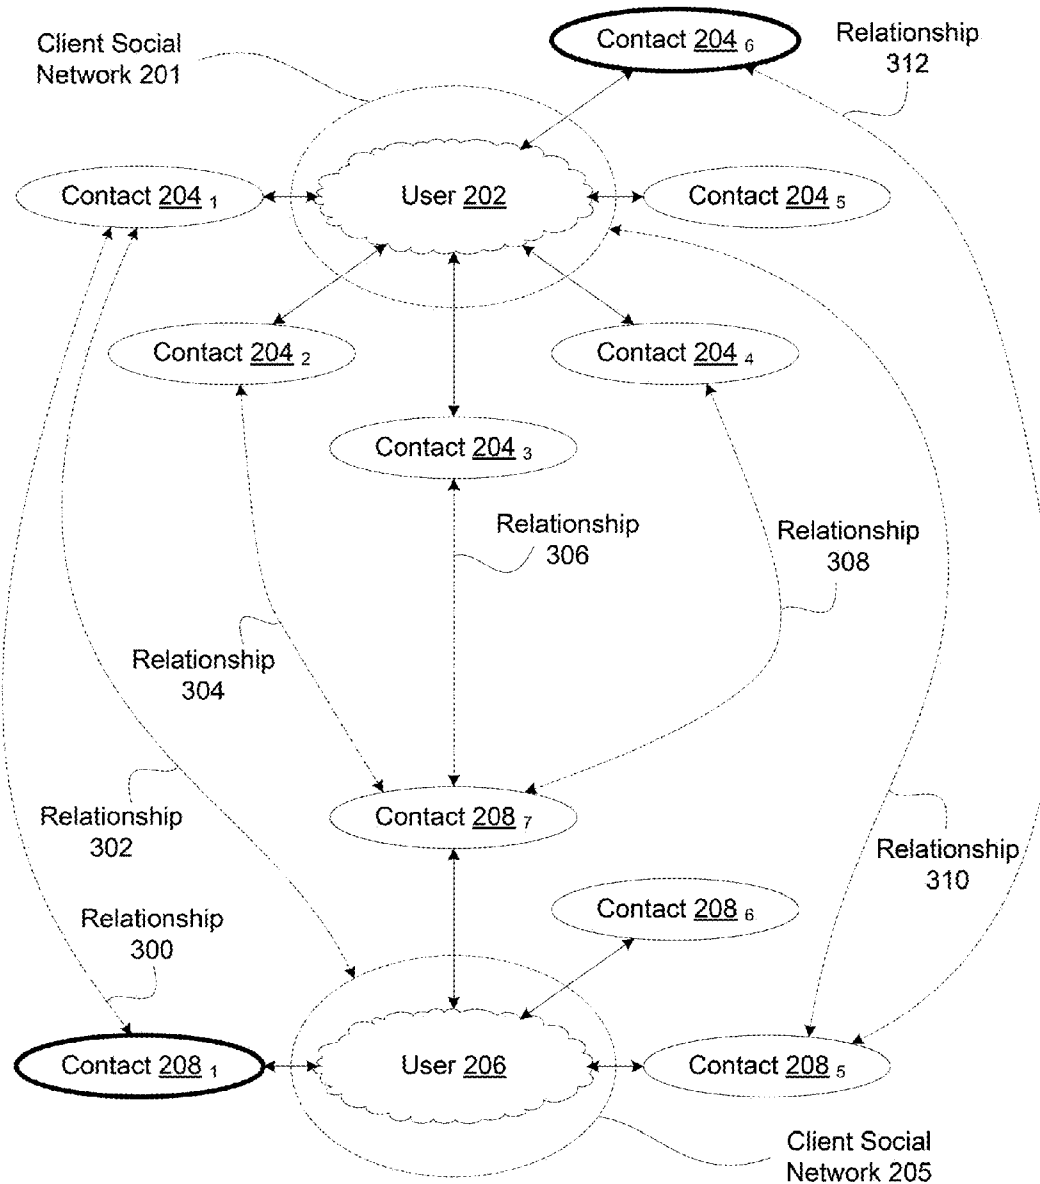 Client Social
Network 201
Contact 204 6
Relationship
312
Contact 204 1
User 202
Contact 204 5
Contact 204 2
Contact 204 4
Contact 204 3
Relationship
306
Relationship
308
Relationship
304
Relationship
302
Contact 208 7
Relationship
310
Relationship
300
Contact 208 6
Contact 208 1
User 206
Contact 208 5
Client Social
Network 205